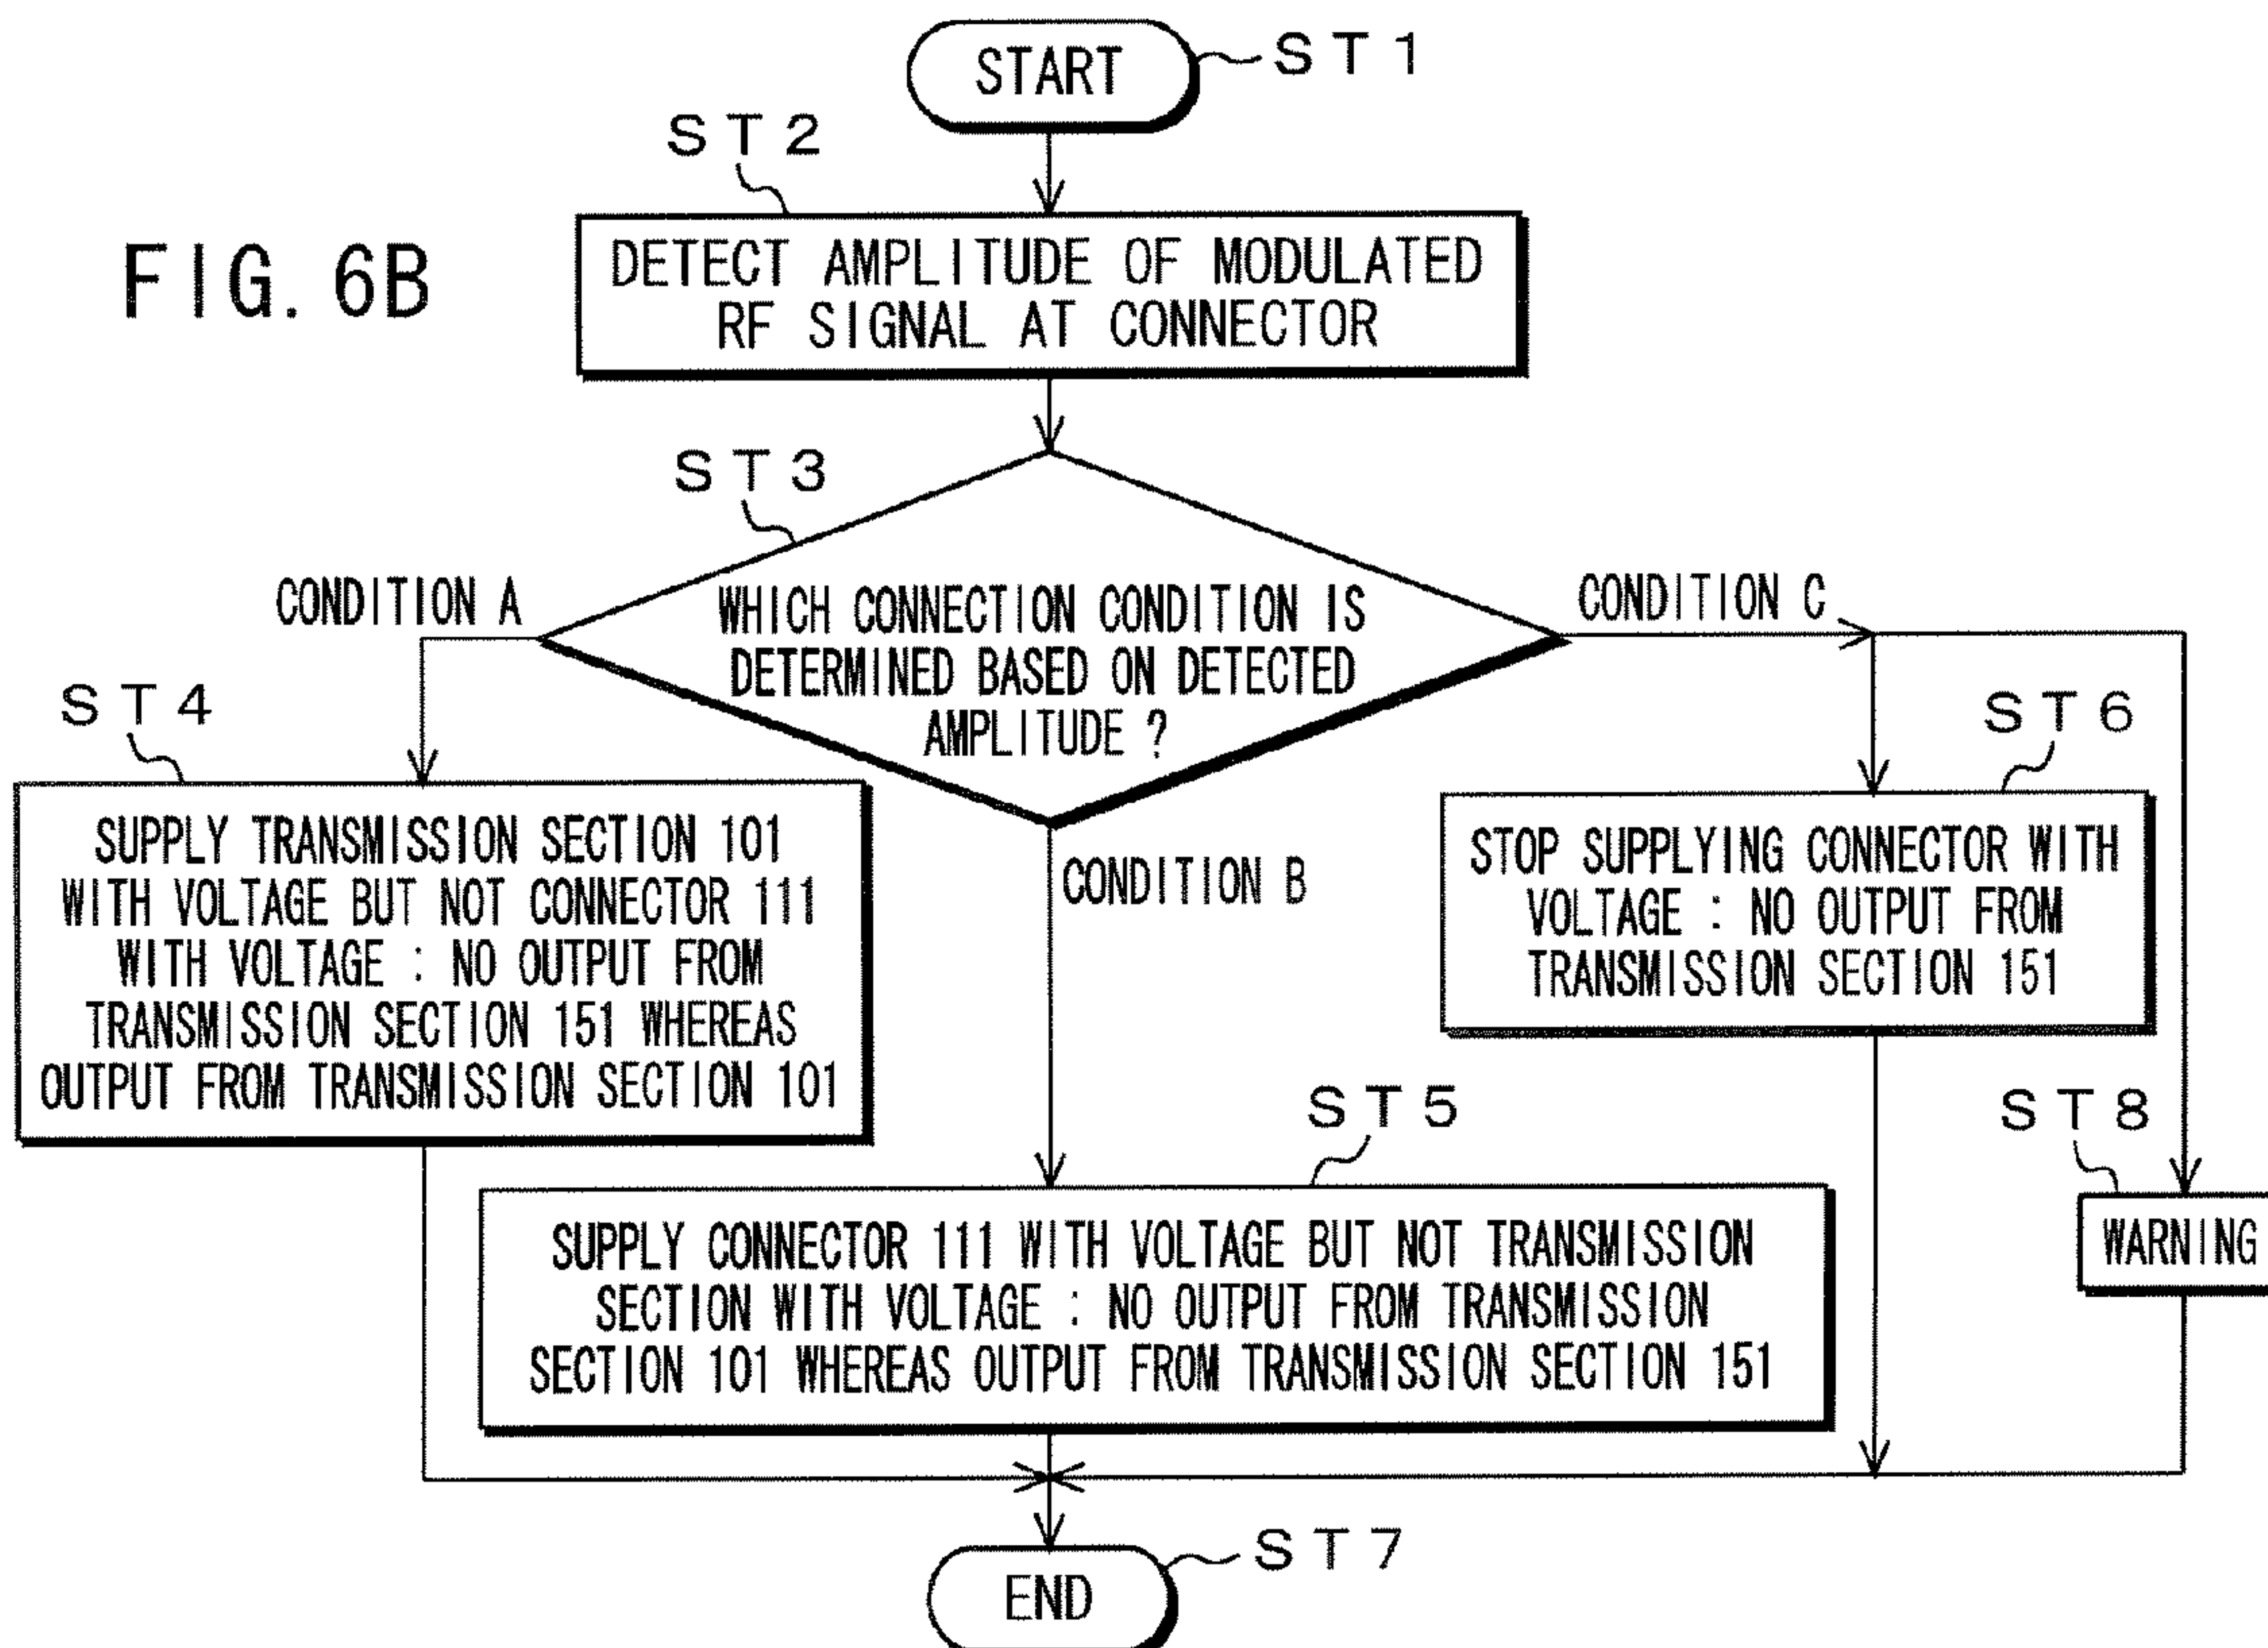 START
ST1
ST2
FIG. 6B
DETECT AMPLITUDE OF MODULATED
RF SIGNAL AT CONNECTOR
ST3
CONDITION A
WHICH CONNECTION CONDITION IS
DETERMINED BASED ON DETECTED
AMPLITUDE ?
CONDITION C
ST4
SUPPLY TRANSMISSION SECTION 101
WITH VOLTAGE BUT NOT CONNECTOR 111
WITH VOLTAGE : NO OUTPUT FROM
TRANSMISSION SECTION 151 WHEREAS
OUTPUT FROM TRANSMISSION SECTION 101
CONDITION B
ST6
STOP SUPPLYING CONNECTOR WITH
VOLTAGE : NO OUTPUT FROM
TRANSMISSION SECTION 151
ST5
SUPPLY CONNECTOR 111 WITH VOLTAGE BUT NOT TRANSMISSION
SECTION WITH VOLTAGE : NO OUTPUT FROM TRANSMISSION
SECTION 101 WHEREAS OUTPUT FROM TRANSMISSION SECTION 151
ST8
WARNING
ST7
END